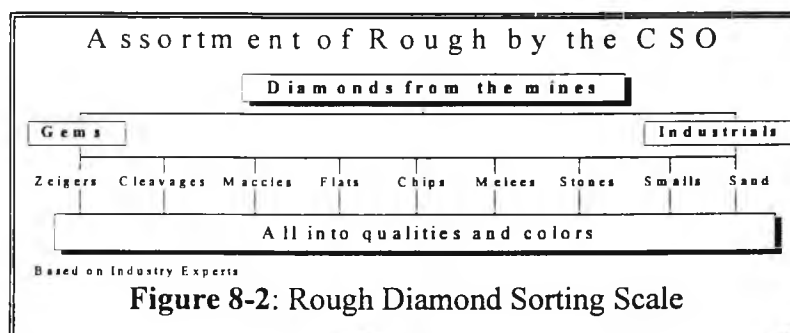 Assortment of Rough by the CSO
Diamonds from the mines
Gems Industrials
Zeigers Cleavages Maccles Flats Chips Melees Stones Smalls Sand
All into qualities and colors
Based on Industry Experts
Figure 8-2: Rough Diamond Sorting Scale